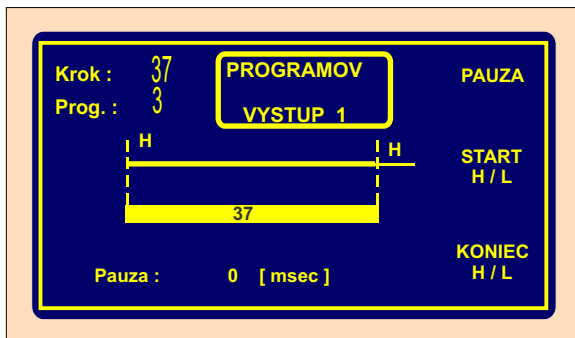 Krok : 37
Prog. : 3
PROGRAMOV
VYSTUP 1
PAUZA
H
H
START
H / L
37
KONIEC
H / L
Pauza : 0 [ msec ]